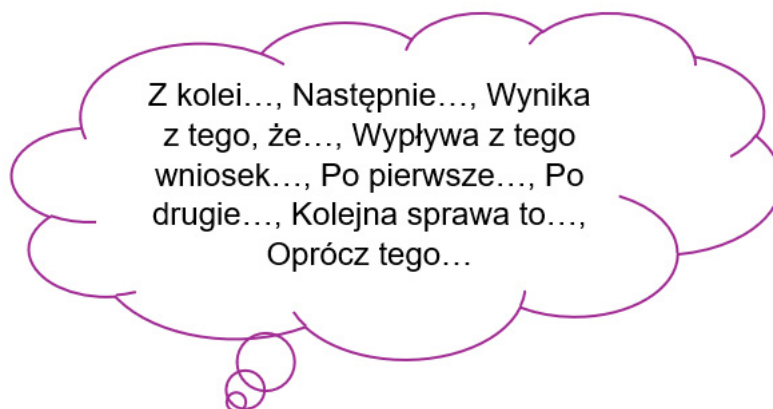 Z kolei…, Następnie…, Wynika
z tego, że…, Wypływa z tego
wniosek…, Po pierwsze…, Po
drugie…, Kolejna sprawa to…,
Oprócz tego…